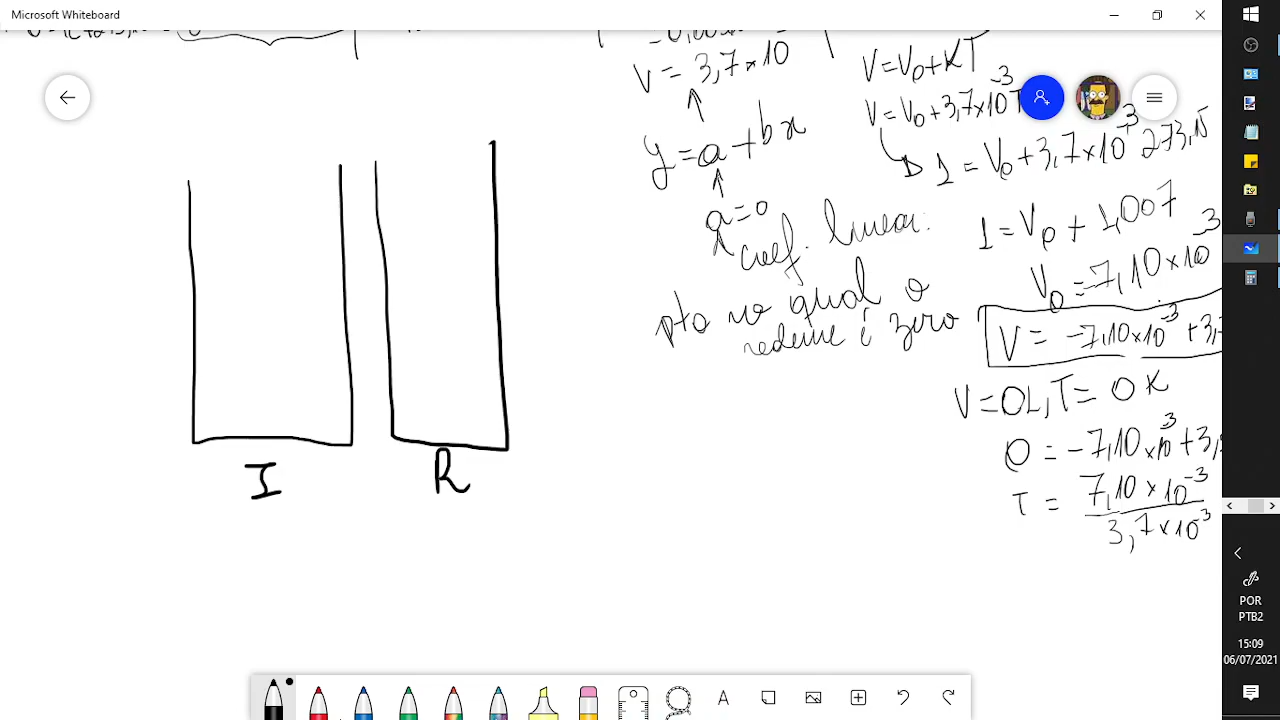 Microsoft Whiteboard
V = 3,7×10
y = a + bx
a = 0
coef. linear:
pto no qual o
é zero
I
R
V = V₀ + KT
V = V₀ + 3,7×10⁻³ T
1 = V₀ + 3,7×10⁻³ 273,15
1 = V₀ + 1,007
V₀ = -7,10×10⁻³
V = -7,10×10⁻³ + 3,
V = 0L, T = 0 K
0 = -7,10×10⁻³ + 3,
T = 7,10×10⁻³
3,7×10⁻³
A
POR
PTB2
15:09
06/07/2021